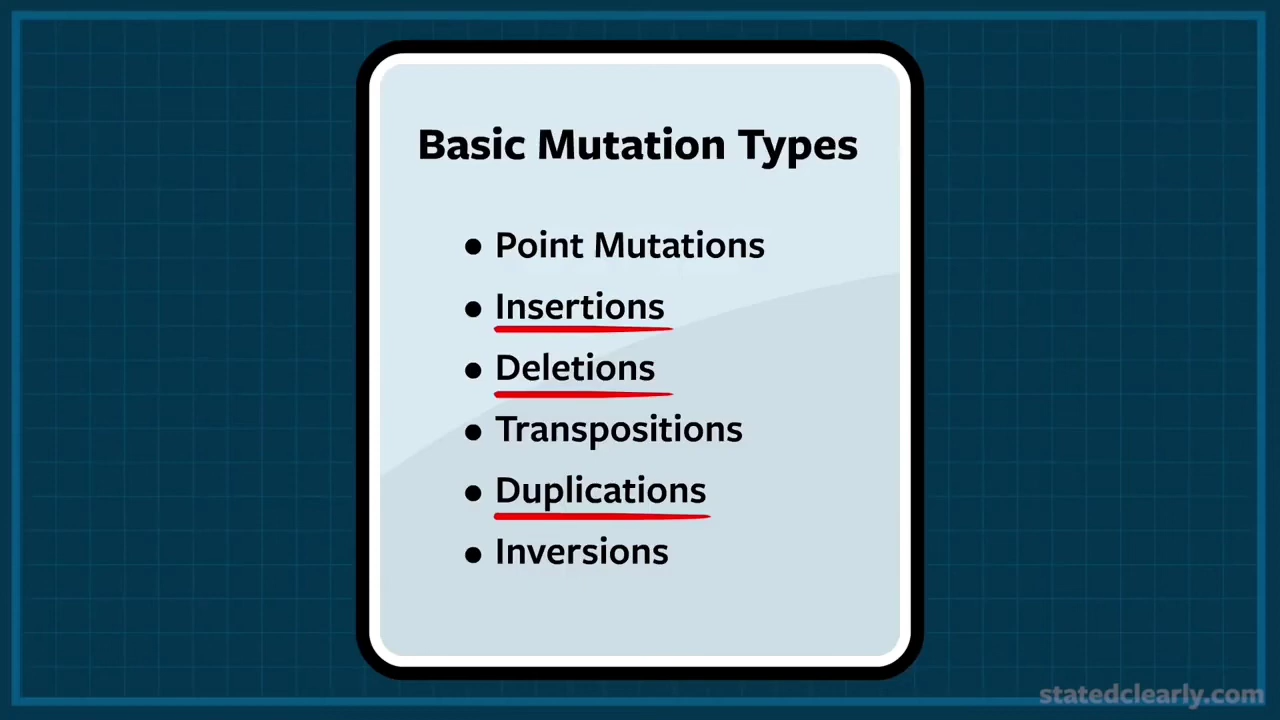 Basic Mutation Types
• Point Mutations
• Insertions
• Deletions
• Transpositions
• Duplications
• Inversions
statedclearly.com